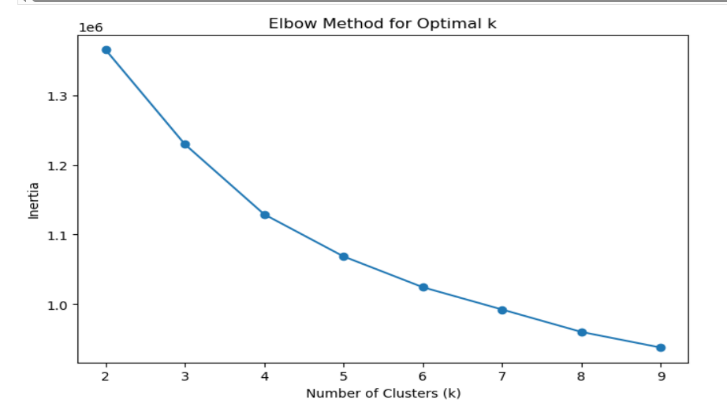 Elbow Method for Optimal k
1e6
1.3
1.2
1.1
1.0
Inertia
2 3 4 5 6 7 8 9
Number of Clusters (k)